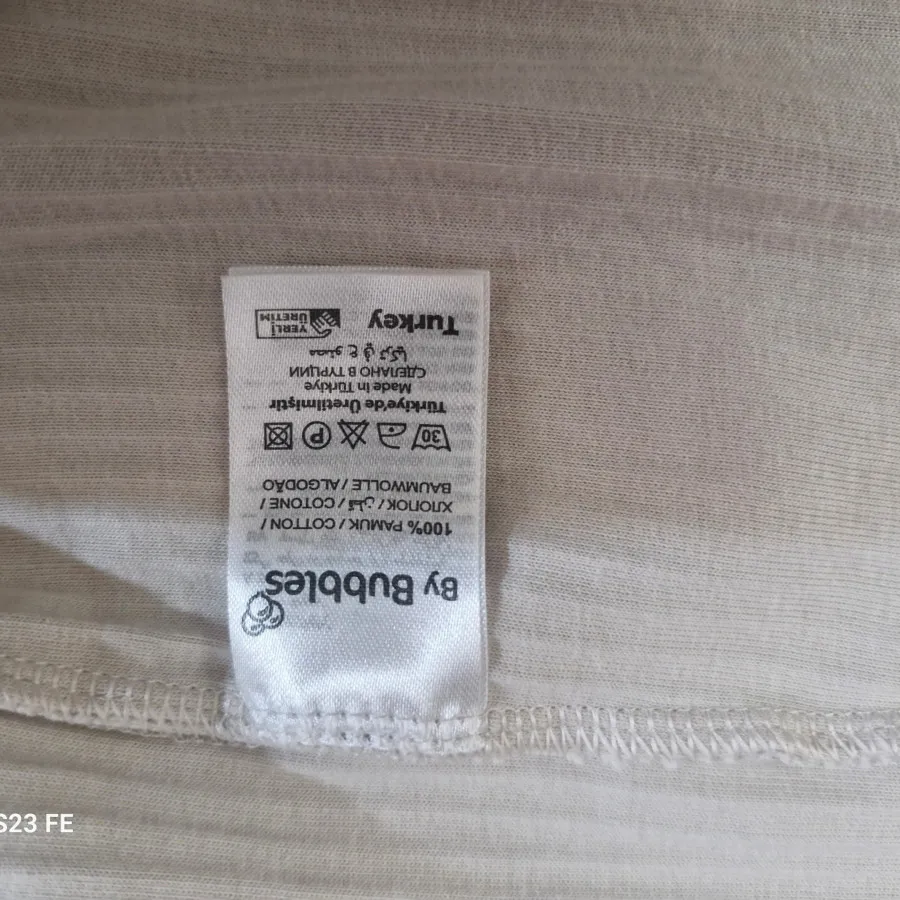 By Bubbles
100% PAMUK / COTTON /
ХЛОПОК / قطن / COTONE /
BAUMWOLLE / ALGODÃO
30 P
Türkiye'de Üretilmiştir
Made in Türkiye
СДЕЛАНО В ТУРЦИИ
مصنوع في تركيا
Turkey YERLİ
ÜRETİM
S23 FE